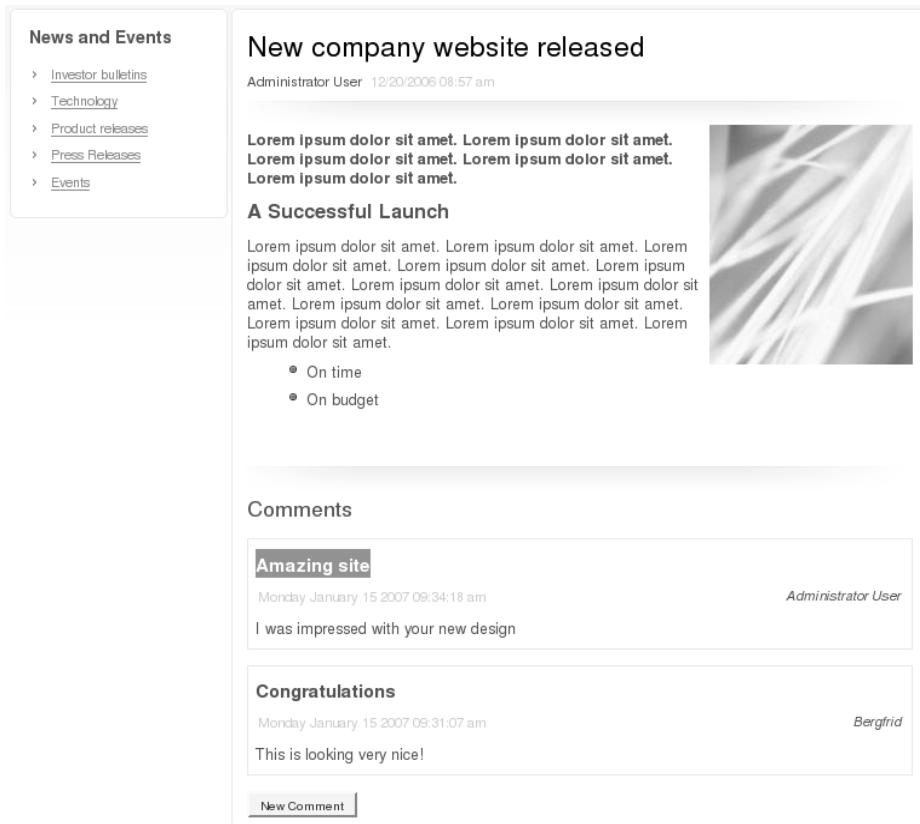 News and Events
Investor bulletins
Technology
Product releases
Press Releases
Events
New company website released
Administrator User 12/20/2006 08:57 am
Lorem ipsum dolor sit amet. Lorem ipsum dolor sit amet.
Lorem ipsum dolor sit amet. Lorem ipsum dolor sit amet.
Lorem ipsum dolor sit amet.
A Successful Launch
Lorem ipsum dolor sit amet. Lorem ipsum dolor sit amet. Lorem
ipsum dolor sit amet. Lorem ipsum dolor sit amet. Lorem ipsum
dolor sit amet. Lorem ipsum dolor sit amet. Lorem ipsum dolor sit
amet. Lorem ipsum dolor sit amet. Lorem ipsum dolor sit amet.
Lorem ipsum dolor sit amet. Lorem ipsum dolor sit amet. Lorem
ipsum dolor sit amet.
On time
On budget
Comments
Amazing site
Monday January 15 2007 09:34:18 am Administrator User
I was impressed with your new design
Congratulations
Monday January 15 2007 09:31:07 am Bergfrid
This is looking very nice!
New Comment